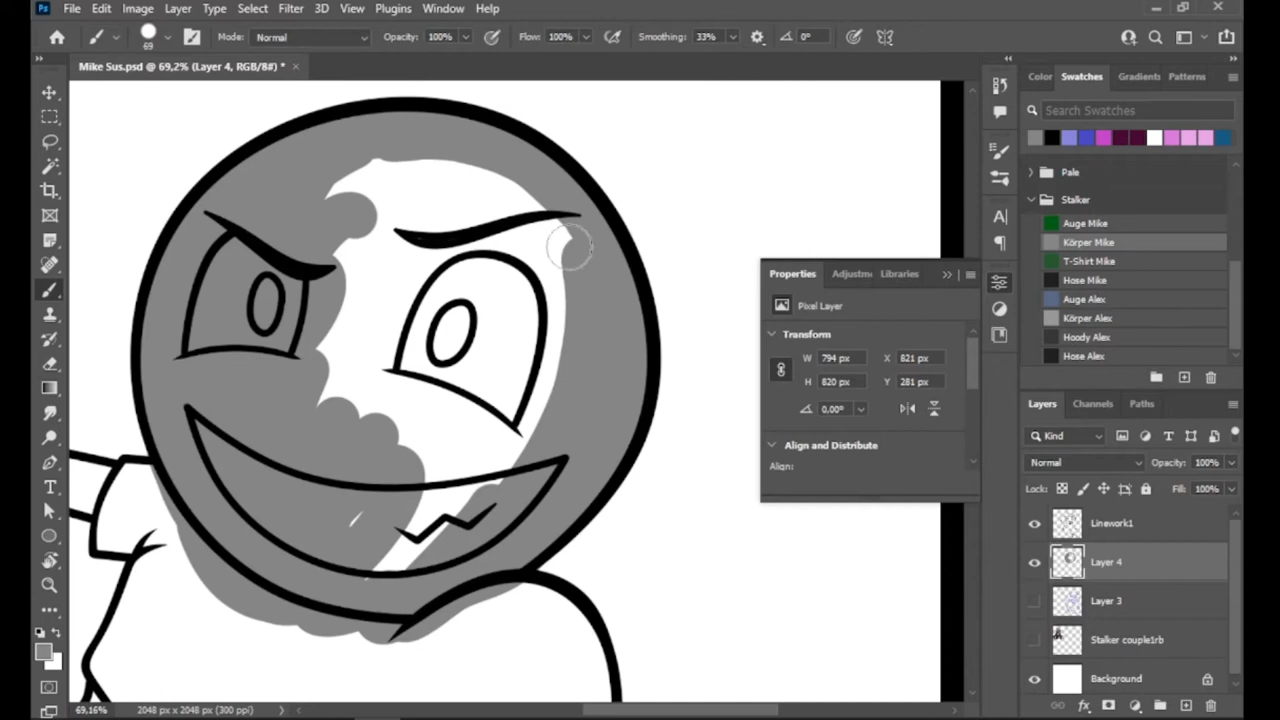 Ps File Edit Image Layer Type Select Filter 3D View Plugins Window Help
69 Mode: Normal Opacity: 100% Flow: 100% Smoothing: 33% 0°
Mike Sus.psd @ 69,2% (Layer 4, RGB/8#) * ×
Color Swatches Gradients Patterns
Search Swatches
Pale
Stalker
Auge Mike
Körper Mike
T-Shirt Mike
Hose Mike
Auge Alex
Körper Alex
Hoody Alex
Hose Alex
Properties Adjustm Libraries
Pixel Layer
Transform
W 794 px X 821 px
H 820 px Y 281 px
0,00°
Align and Distribute
Align:
Layers Channels Paths
Kind
Normal Opacity: 100%
Lock: Fill: 100%
Linework1
Layer 4
Layer 3
Stalker couple1rb
Background
fx
69,16% 2048 px x 2048 px (300 ppi)